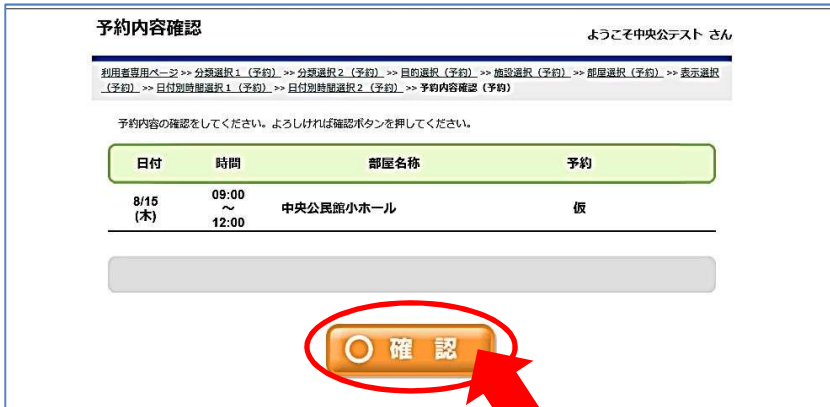 予約内容確認
ようこそ中央公テスト さん
利用者専用ページ >> 分類選択1（予約） >> 分類選択2（予約） >> 目的選択（予約） >> 施設選択（予約） >> 部屋選択（予約） >> 表示選択
（予約） >> 日付別時間選択1（予約） >> 日付別時間選択2（予約） >> 予約内容確認（予約）
予約内容の確認をしてください。よろしければ確認ボタンを押してください。
日付 時間 部屋名称 予約
8/15
(木)
09:00
～
12:00
中央公民館小ホール
仮
確 認